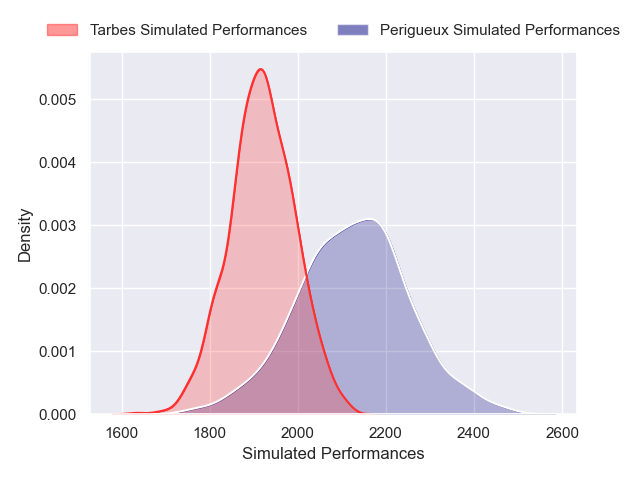 Tarbes Simulated Performances
Perigueux Simulated Performances
0.005
0.004
0.003
0.002
0.001
0.000
Density
1600 1800 2000 2200 2400 2600
Simulated Performances